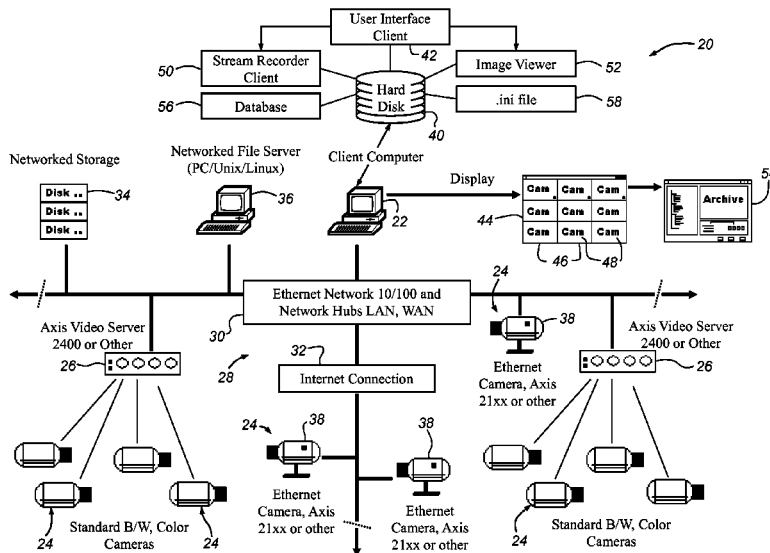 User Interface
Client
42
20
50
Stream Recorder
Client
Image Viewer
52
56
Database
Hard
Disk
.ini file
58
40
Networked Storage
Networked File Server
(PC/Unix/Linux)
Client Computer
Disk ..
Disk ..
Disk ..
34
36
22
Display
44
Cam Cam Cam
Cam Cam Cam
Cam Cam Cam
46
48
Archive
24
38
Ethernet Network 10/100 and
Network Hubs LAN, WAN
30
Axis Video Server
2400 or Other
26
28
32
Internet Connection
Ethernet
Camera, Axis
21xx or other
Axis Video Server
2400 or Other
26
24
38
38
Ethernet
Camera, Axis
21xx or other
Ethernet
Camera, Axis
21xx or other
24
Standard B/W, Color
Cameras
24
24
Standard B/W, Color
Cameras